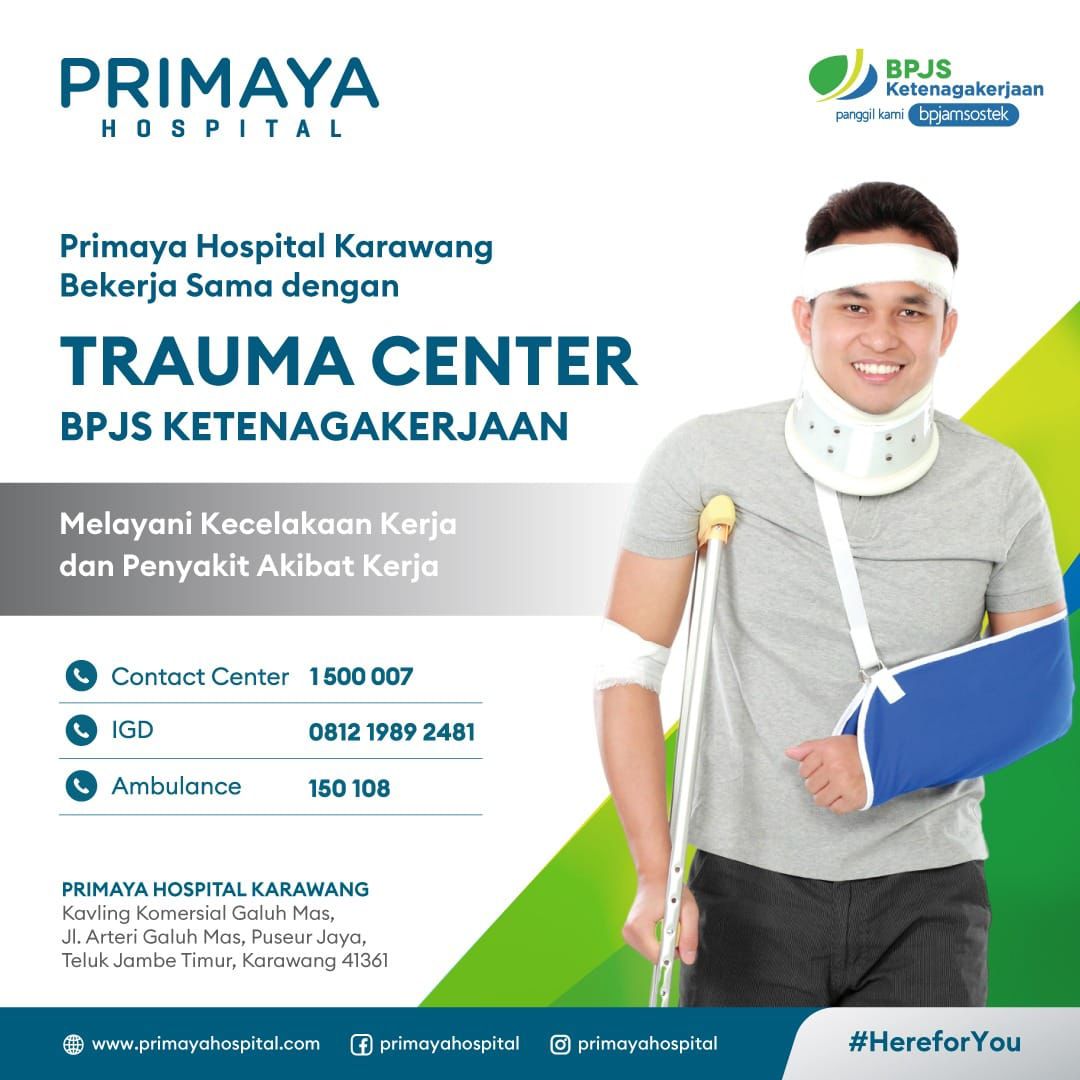 PRIMAYA
HOSPITAL
BPJS
Ketenagakerjaan
panggil kami bpjamsostek
Primaya Hospital Karawang
Bekerja Sama dengan
TRAUMA CENTER
BPJS KETENAGAKERJAAN
Melayani Kecelakaan Kerja
dan Penyakit Akibat Kerja
Contact Center 1 500 007
IGD 0812 1989 2481
Ambulance 150 108
PRIMAYA HOSPITAL KARAWANG
Kavling Komersial Galuh Mas,
Jl. Arteri Galuh Mas, Puseur Jaya,
Teluk Jambe Timur, Karawang 41361
www.primayahospital.com primayahospital primayahospital #HereforYou